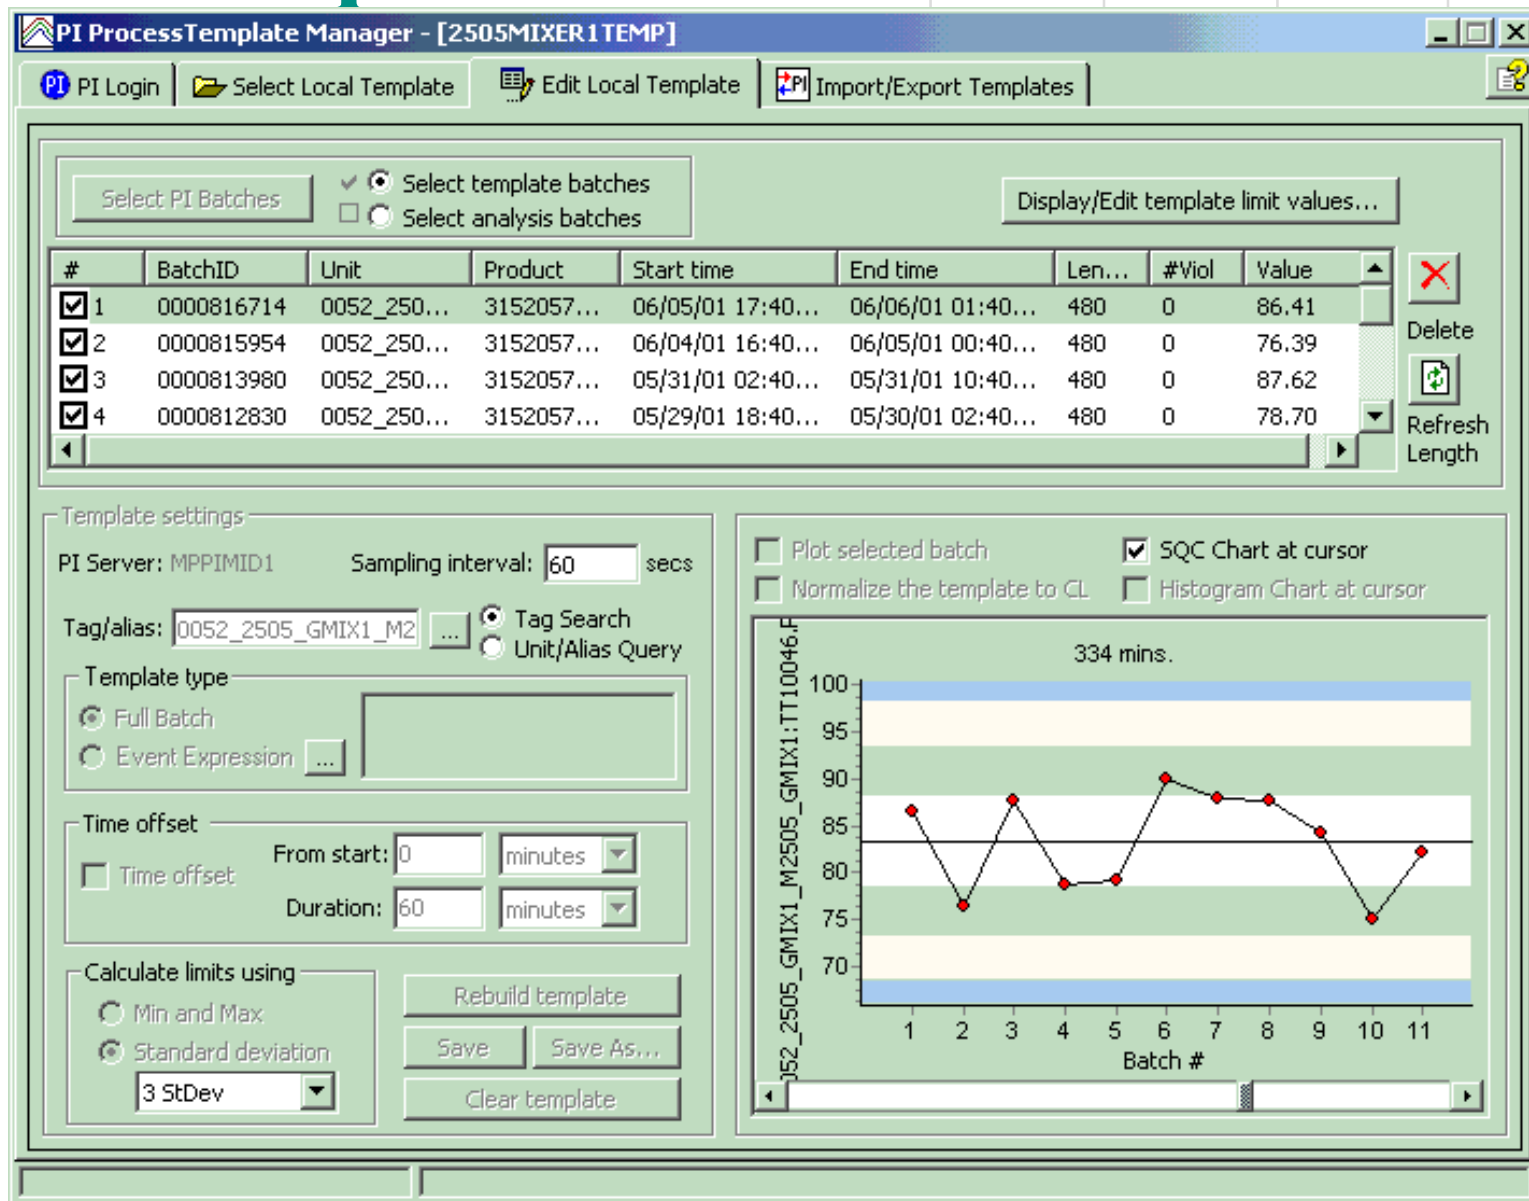 PI ProcessTemplate Manager - [2505MIXER1TEMP]
PI PI Login Select Local Template Edit Local Template PI Import/Export Templates
Select PI Batches
Select template batches
Select analysis batches
Display/Edit template limit values...
# BatchID Unit Product Start time End time Len... #Viol Value
1 0000816714 0052_250... 3152057... 06/05/01 17:40... 06/06/01 01:40... 480 0 86.41
2 0000815954 0052_250... 3152057... 06/04/01 16:40... 06/05/01 00:40... 480 0 76.39
3 0000813980 0052_250... 3152057... 05/31/01 02:40... 05/31/01 10:40... 480 0 87.62
4 0000812830 0052_250... 3152057... 05/29/01 18:40... 05/30/01 02:40... 480 0 78.70
Delete
Refresh
Length
Template settings
PI Server: MPPIMID1 Sampling interval: 60 secs
Tag/alias: 0052_2505_GMIX1_M2 ... Tag Search
Unit/Alias Query
Template type
Full Batch
Event Expression ...
Time offset
Time offset
From start: 0 minutes
Duration: 60 minutes
Calculate limits using
Min and Max
Standard deviation
3 StDev
Rebuild template
Save Save As...
Clear template
Plot selected batch SQC Chart at cursor
Normalize the template to CL Histogram Chart at cursor
052_2505_GMIX1_M2505_GMIX1:TT10046.F
334 mins.
100
95
90
85
80
75
70
1 2 3 4 5 6 7 8 9 10 11
Batch #